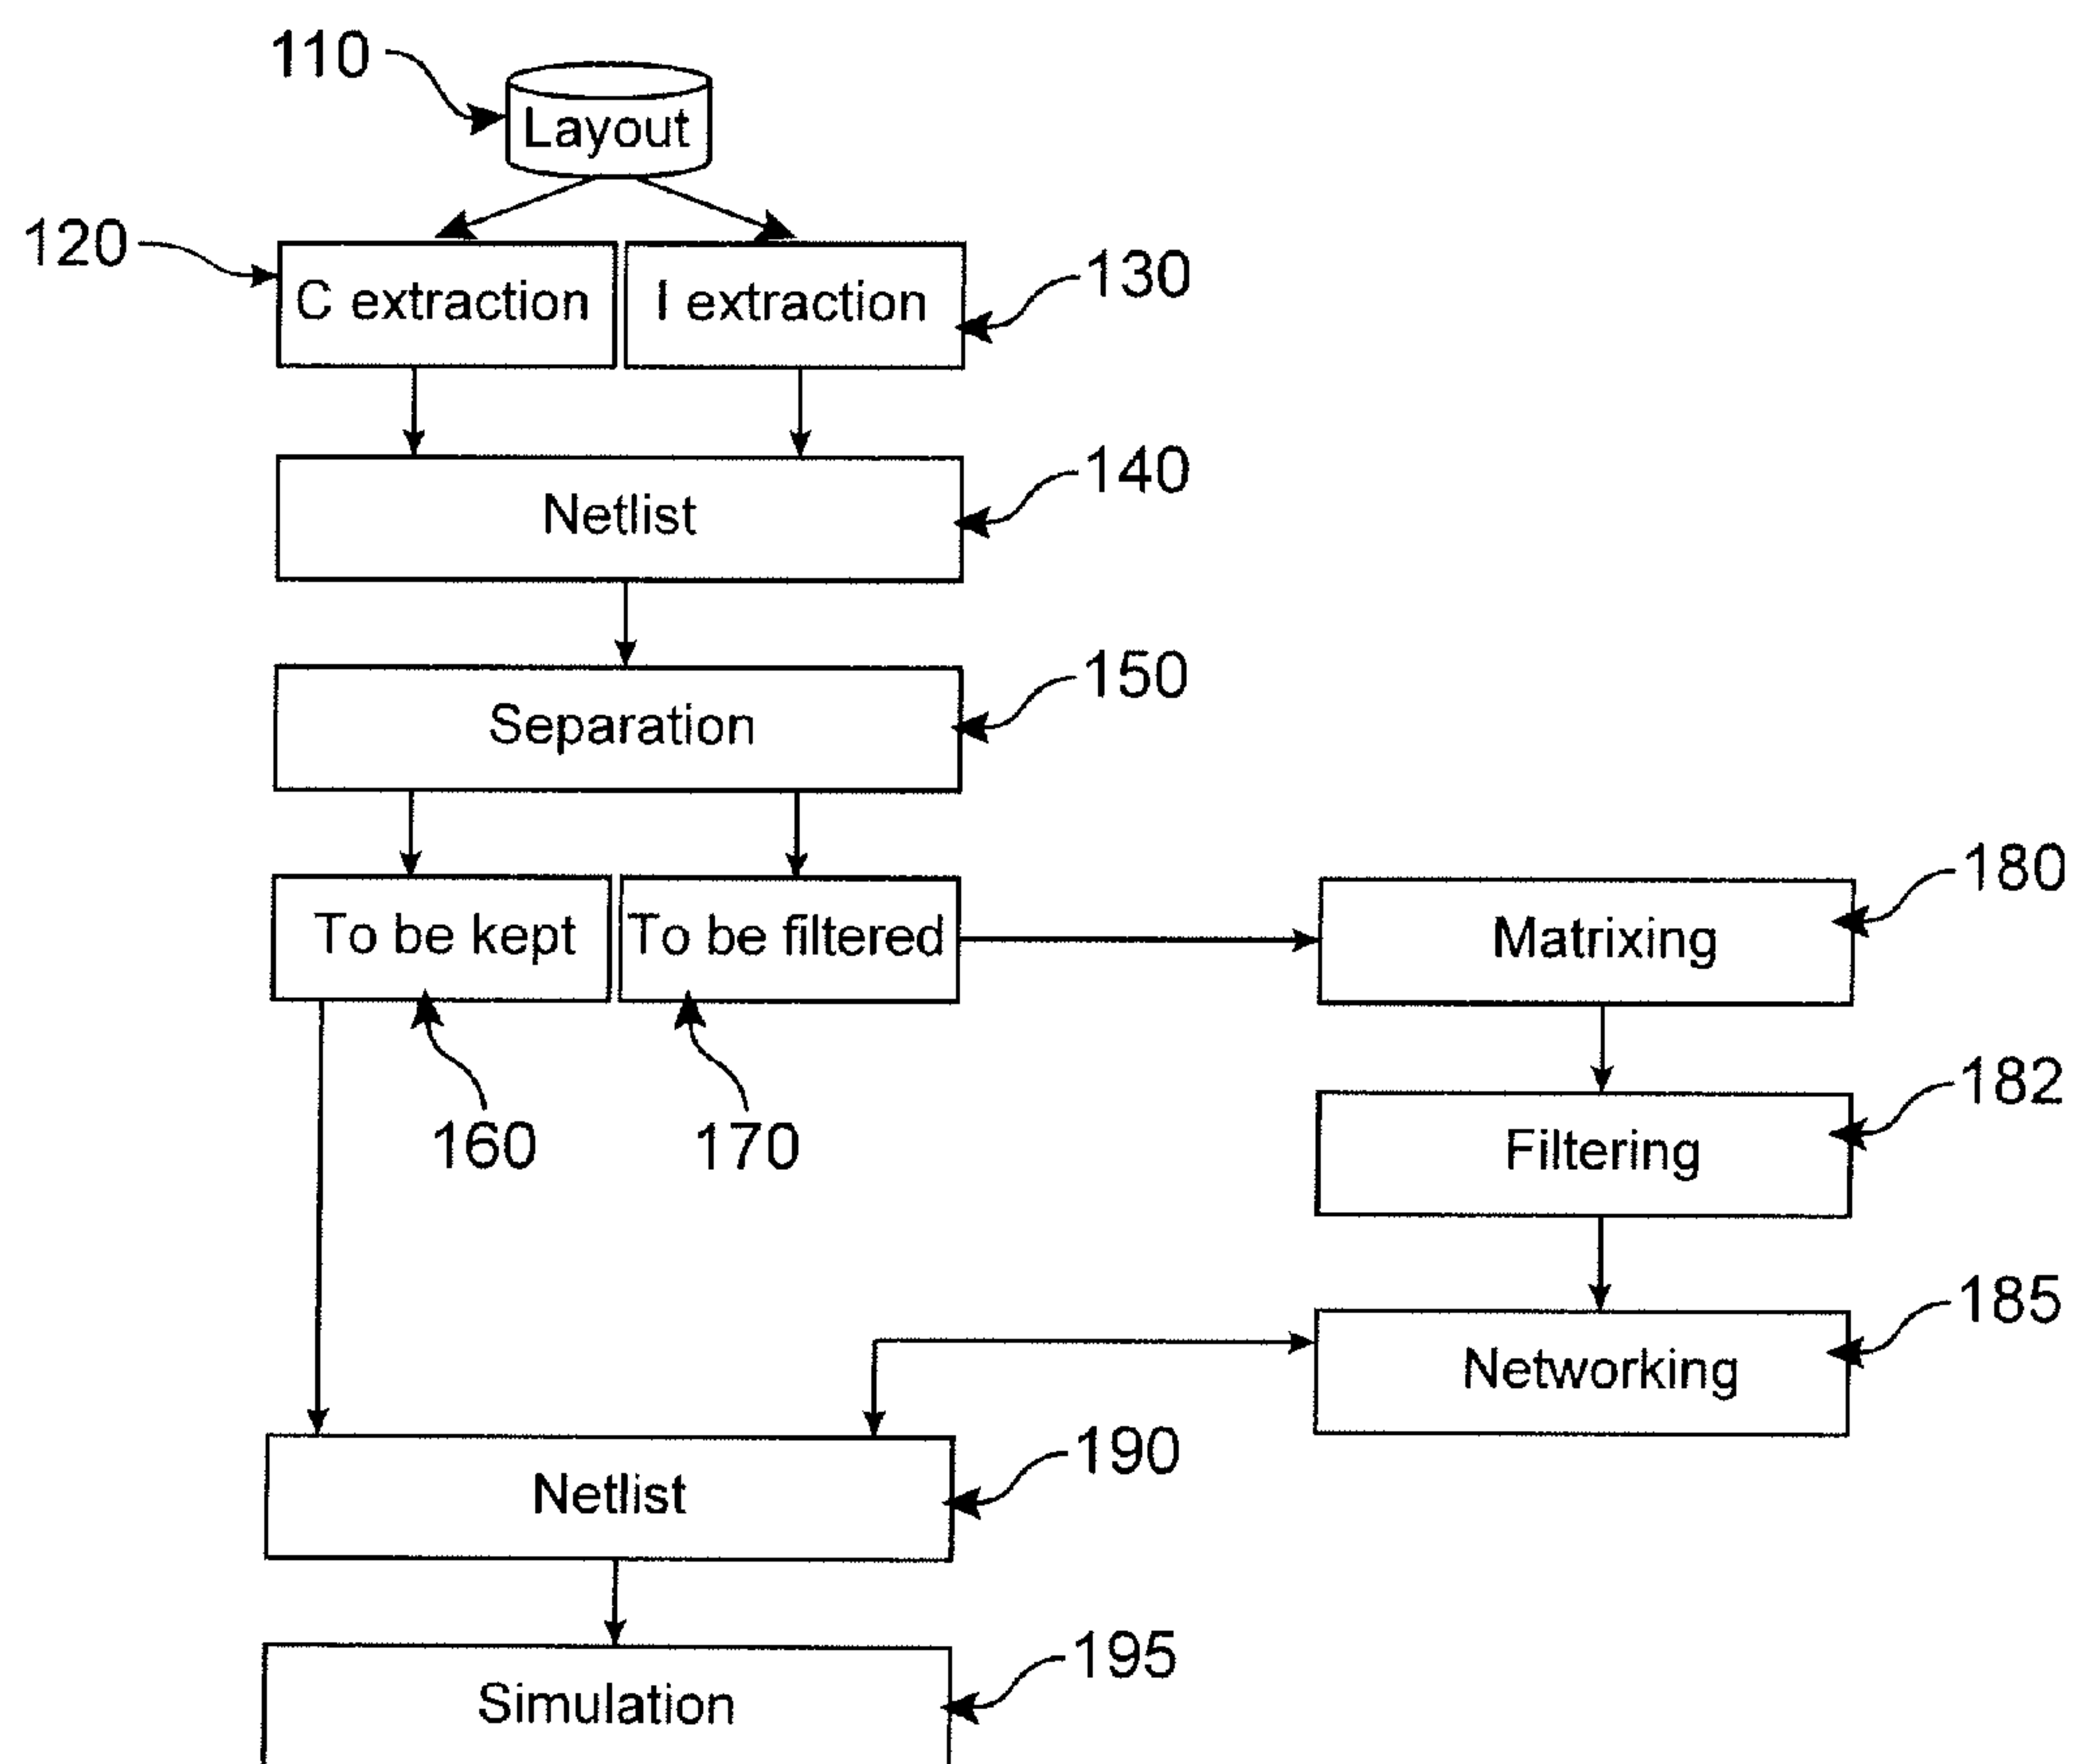 110
Layout
120
C extraction
I extraction
130
Netlist
140
Separation
150
To be kept
To be filtered
Matrixing
180
160
170
Filtering
182
Networking
185
Netlist
190
Simulation
195